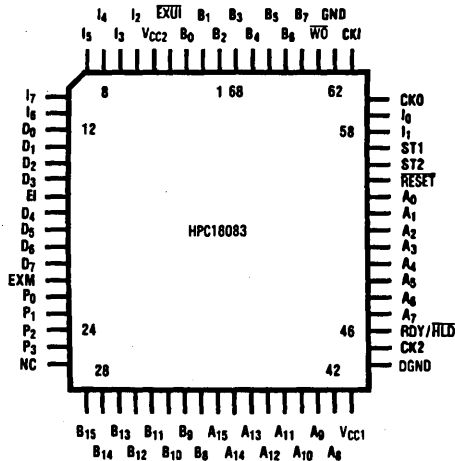 I4 I2 EXUI B1 B3 B5 B7 GND
I5 I3 VCC2 B0 B2 B4 B6 WO CKI
8 1 68 62
I7 CKO
I6 I0
D0 12 58 I1
D1 ST1
D2 ST2
D3 RESET
EI A0
D4 A1
D5 HPC16083 A2
D6 A3
D7 A4
EXM A5
P0 A6
P1 A7
P2 24 46 RDY/HLD
P3 CK2
NC 28 42 DGND
B15 B13 B11 B9 A15 A13 A11 A9 VCC1
B14 B12 B10 B8 A14 A12 A10 A8